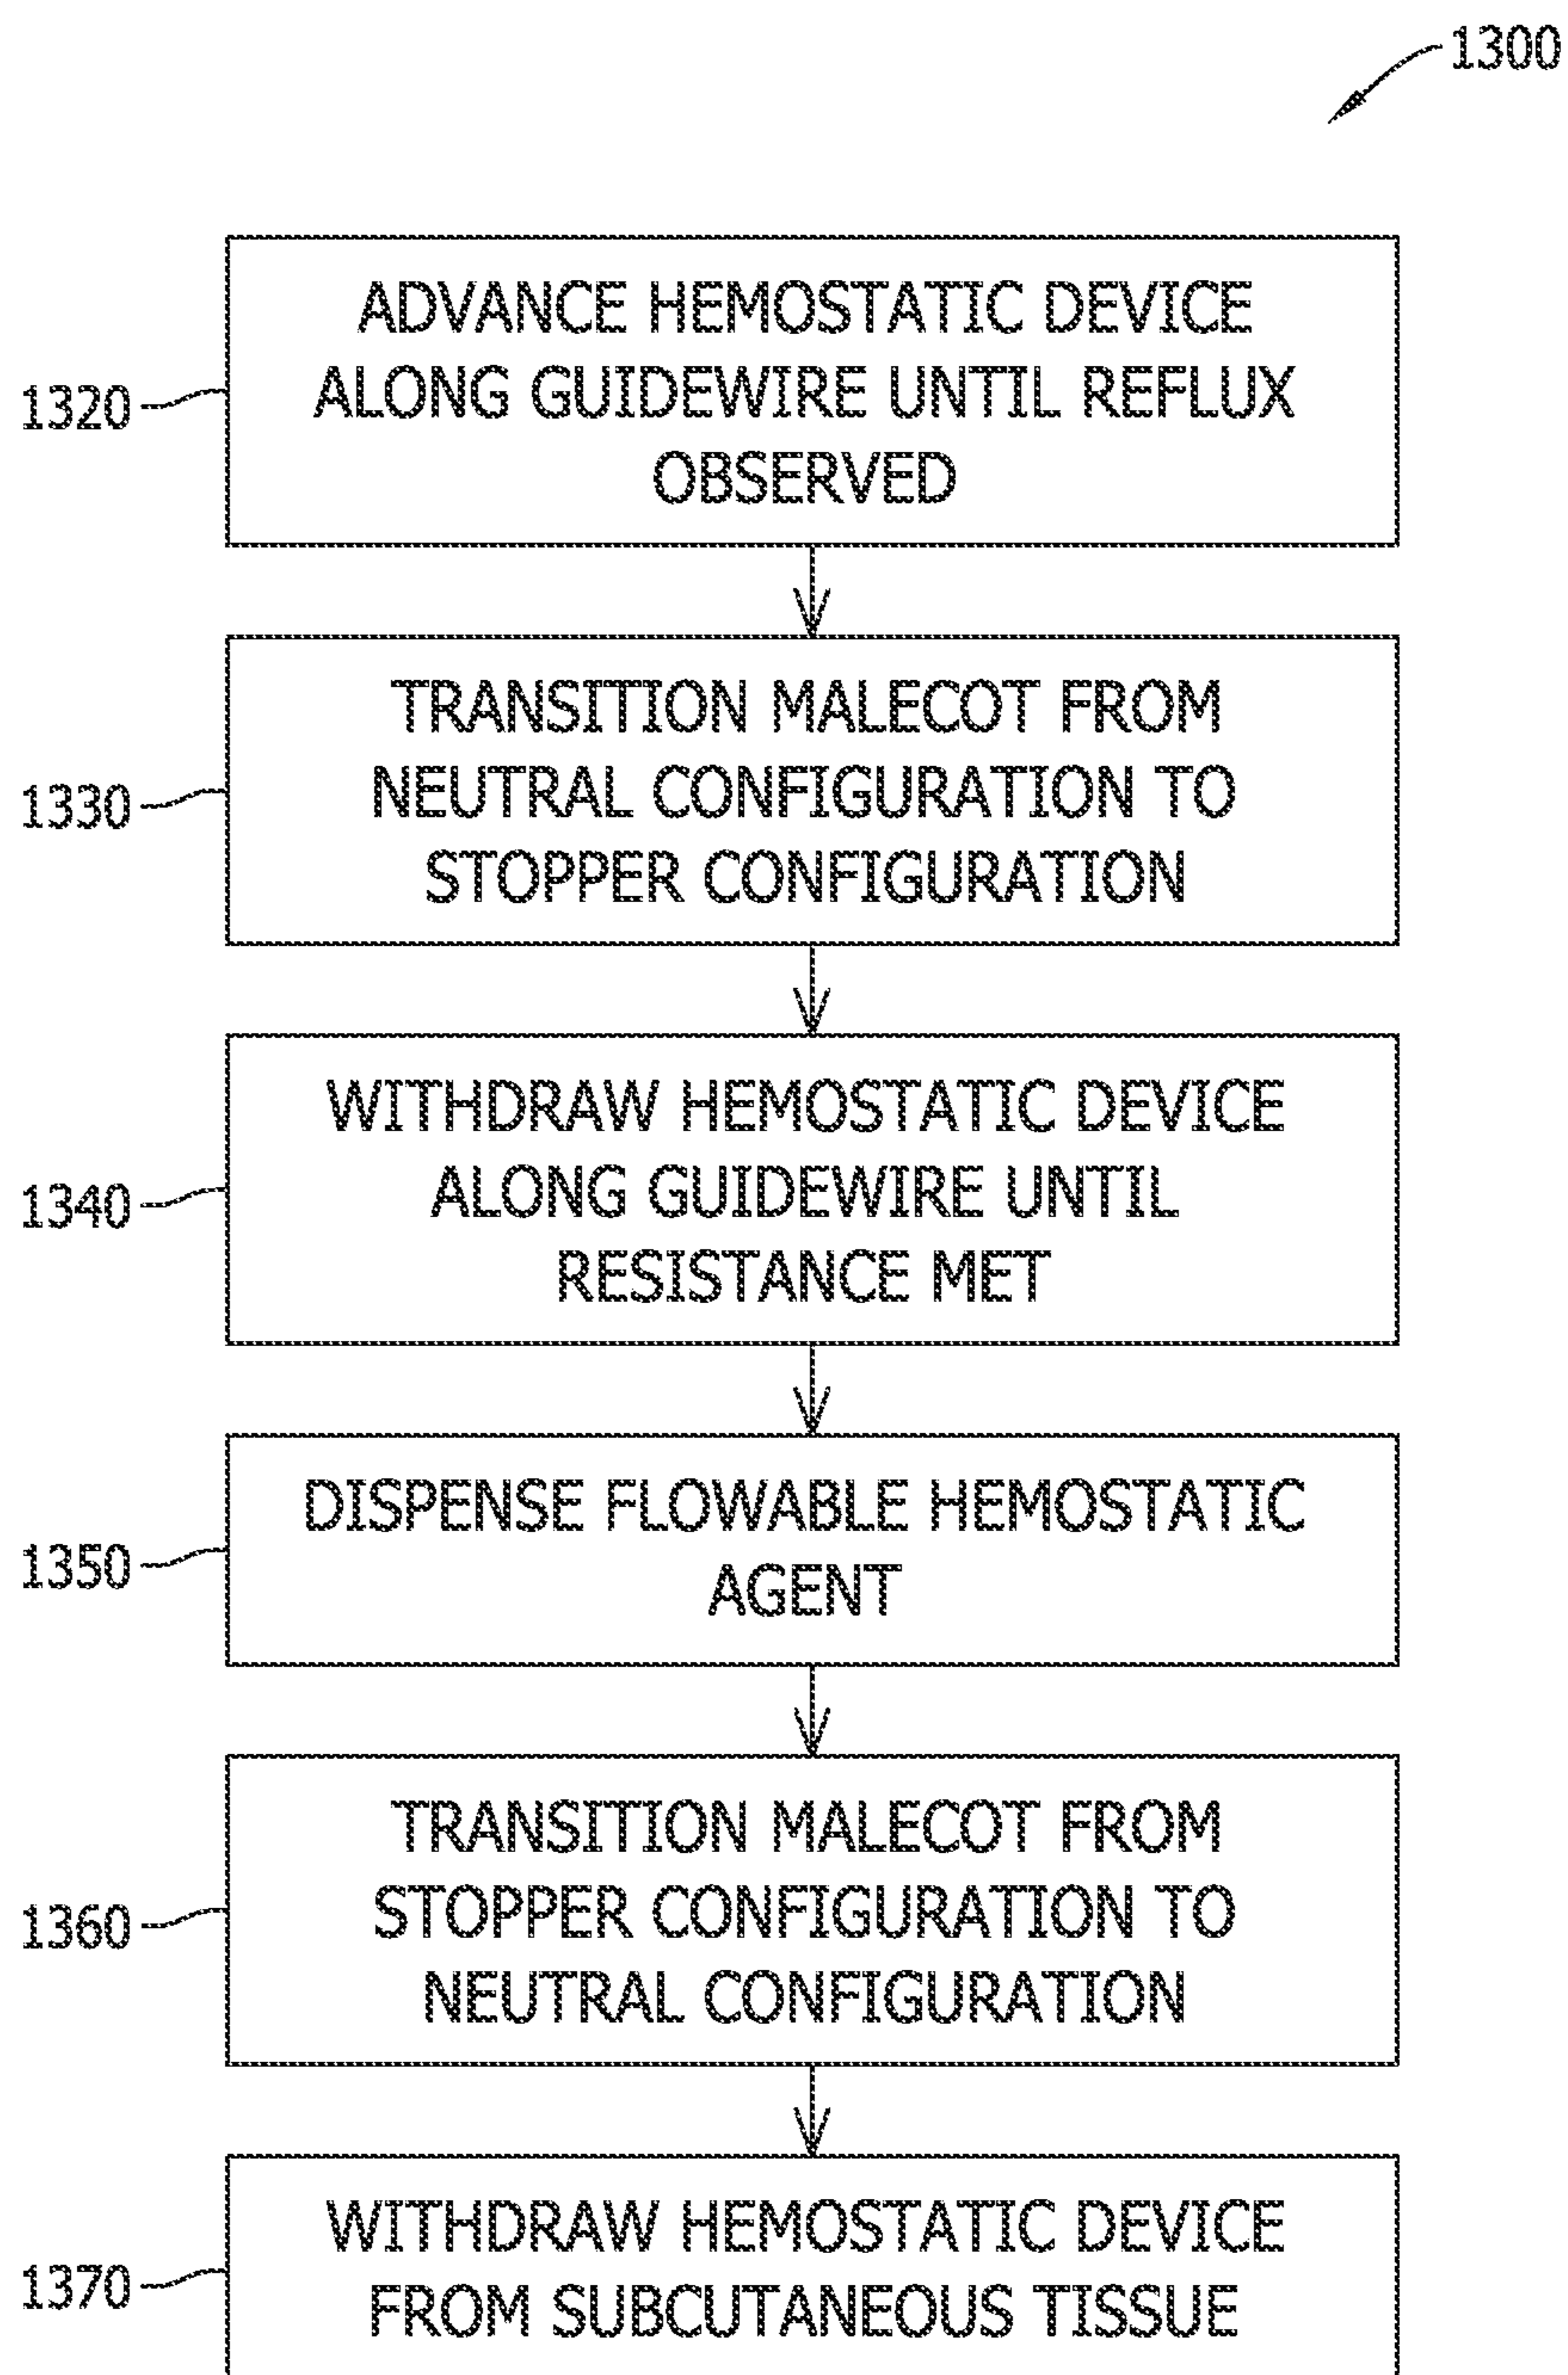 1300
ADVANCE HEMOSTATIC DEVICE
ALONG GUIDEWIRE UNTIL REFLUX
OBSERVED
1320
TRANSITION MALECOT FROM
NEUTRAL CONFIGURATION TO
STOPPER CONFIGURATION
1330
WITHDRAW HEMOSTATIC DEVICE
ALONG GUIDEWIRE UNTIL
RESISTANCE MET
1340
DISPENSE FLOWABLE HEMOSTATIC
AGENT
1350
TRANSITION MALECOT FROM
STOPPER CONFIGURATION TO
NEUTRAL CONFIGURATION
1360
WITHDRAW HEMOSTATIC DEVICE
FROM SUBCUTANEOUS TISSUE
1370